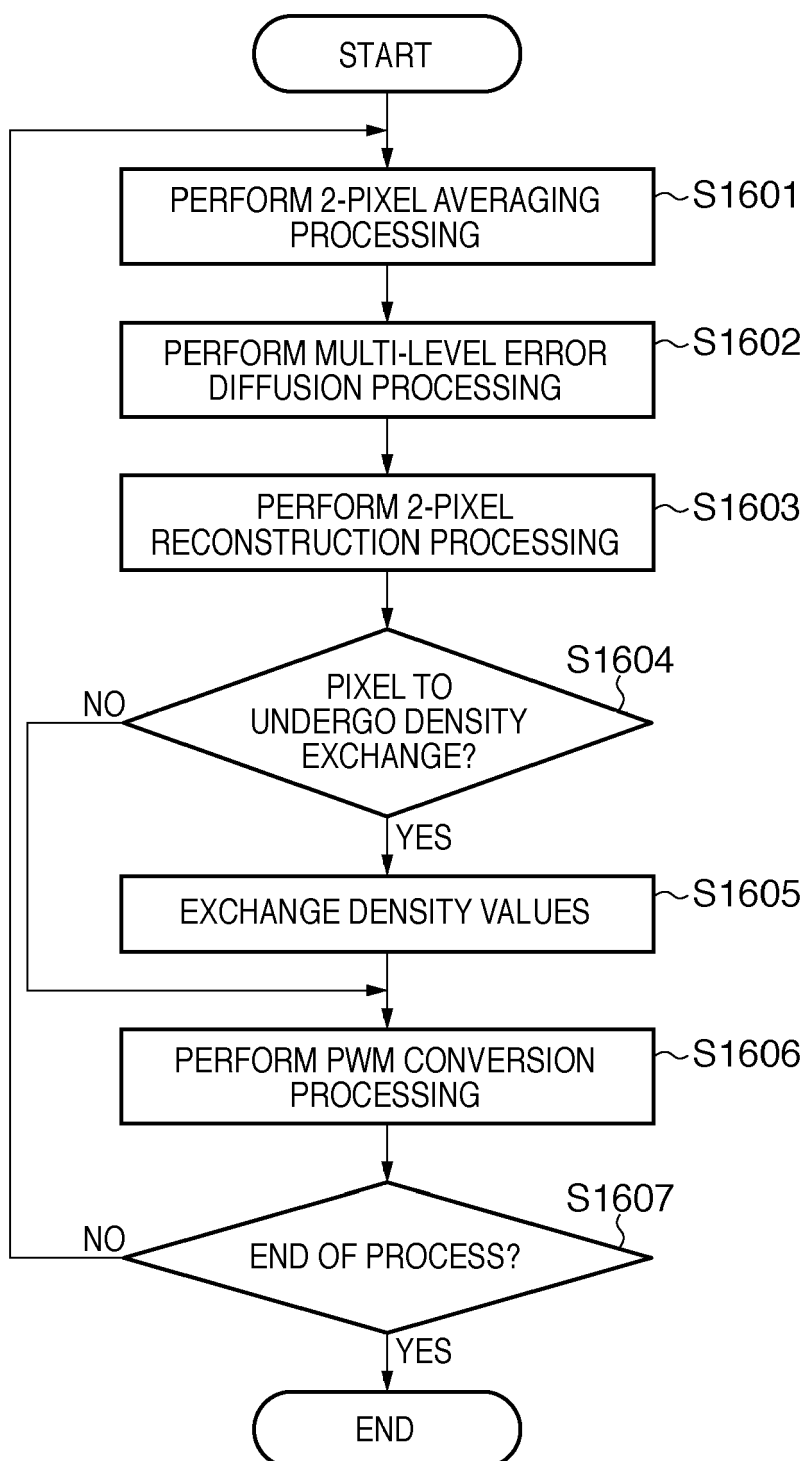 START
PERFORM 2-PIXEL AVERAGING
PROCESSING
S1601
PERFORM MULTI-LEVEL ERROR
DIFFUSION PROCESSING
S1602
PERFORM 2-PIXEL
RECONSTRUCTION PROCESSING
S1603
S1604
PIXEL TO
UNDERGO DENSITY
EXCHANGE?
NO
YES
EXCHANGE DENSITY VALUES
S1605
PERFORM PWM CONVERSION
PROCESSING
S1606
S1607
END OF PROCESS?
NO
YES
END